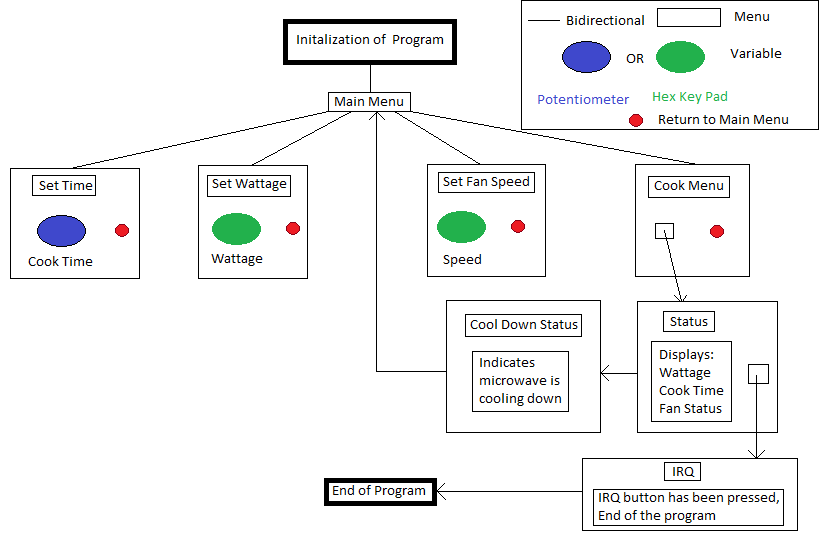 Initalization of Program
Bidirectional
Menu
OR
Variable
Potentiometer
Hex Key Pad
Return to Main Menu
Main Menu
Set Time
Cook Time
Set Wattage
Wattage
Set Fan Speed
Speed
Cook Menu
Cool Down Status
Indicates
microwave is
cooling down
Status
Displays:
Wattage
Cook Time
Fan Status
IRQ
IRQ button has been pressed,
End of the program
End of Program